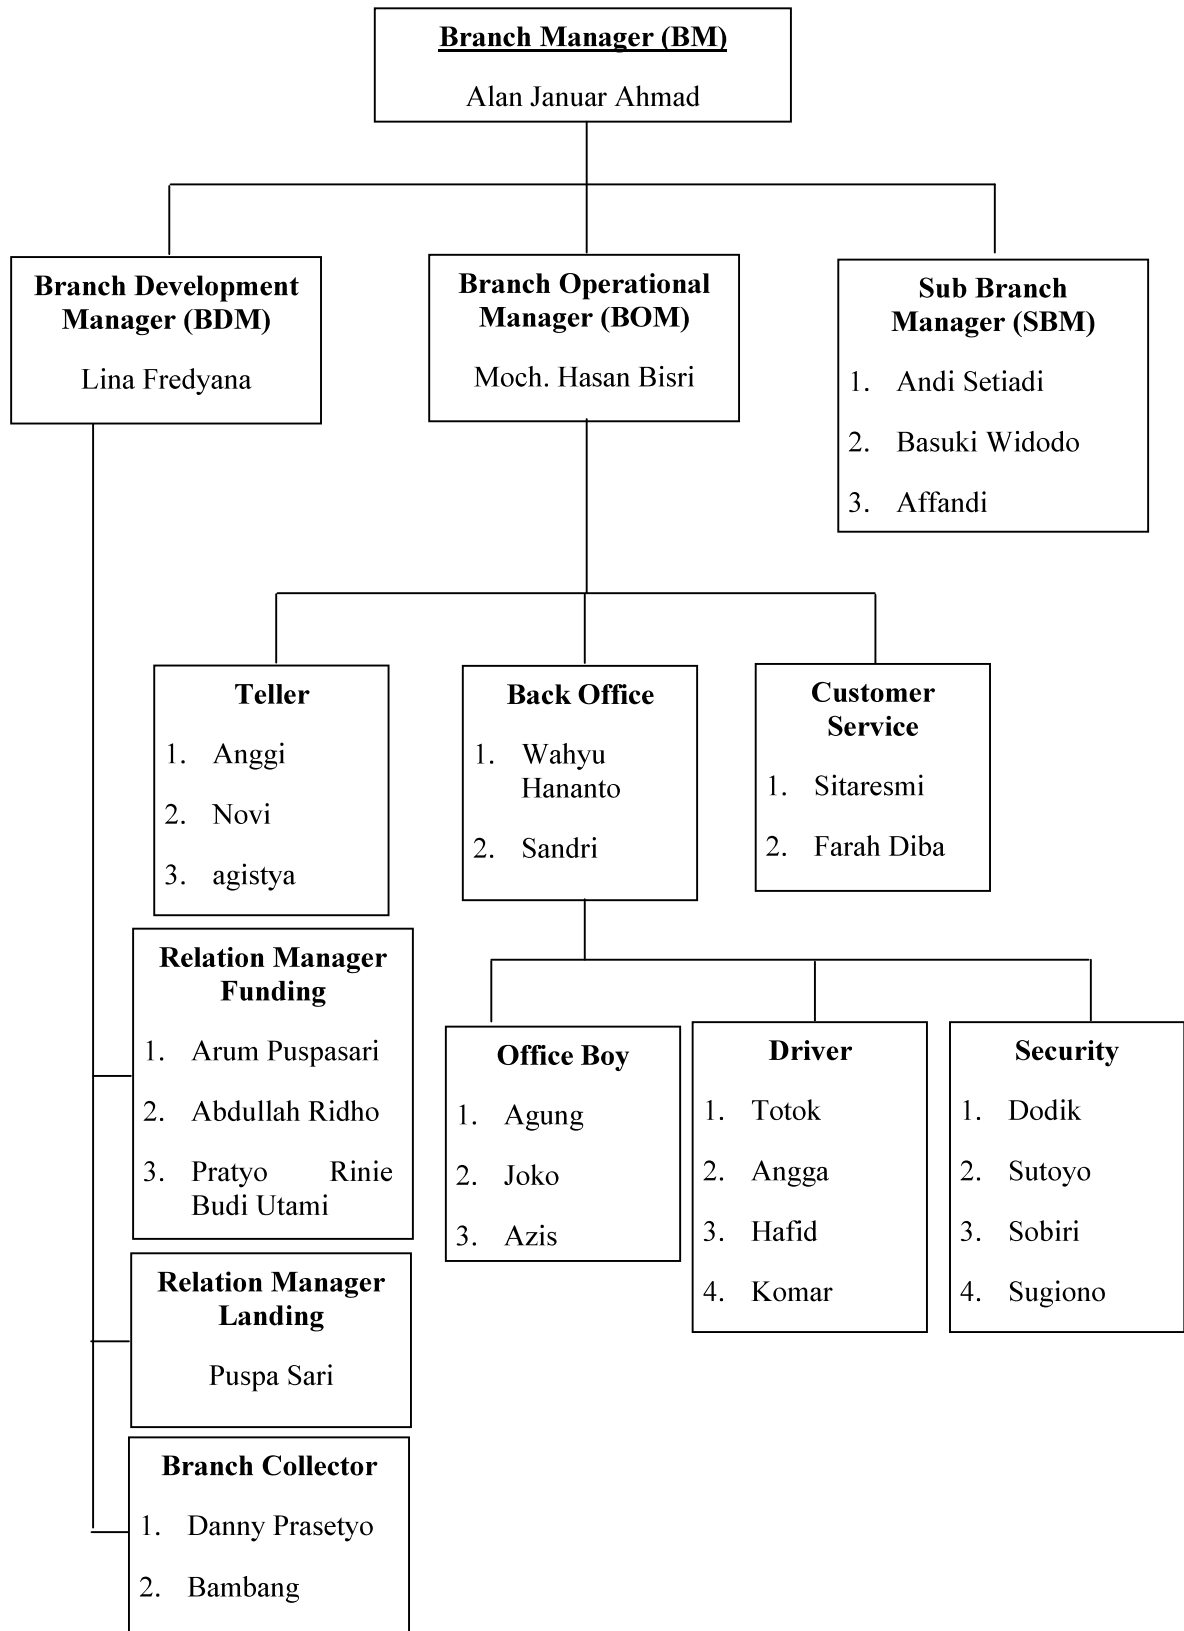 Branch Manager (BM)
Alan Januar Ahmad
Branch Development
Manager (BDM)
Lina Fredyana
Branch Operational
Manager (BOM)
Moch. Hasan Bisri
Sub Branch
Manager (SBM)
1. Andi Setiadi
2. Basuki Widodo
3. Affandi
Teller
1. Anggi
2. Novi
3. agistya
Back Office
1. Wahyu
Hananto
2. Sandri
Customer
Service
1. Sitaresmi
2. Farah Diba
Relation Manager
Funding
1. Arum Puspasari
2. Abdullah Ridho
3. Pratyo Rinie
Budi Utami
Office Boy
1. Agung
2. Joko
3. Azis
Driver
1. Totok
2. Angga
3. Hafid
4. Komar
Security
1. Dodik
2. Sutoyo
3. Sobiri
4. Sugiono
Relation Manager
Landing
Puspa Sari
Branch Collector
1. Danny Prasetyo
2. Bambang